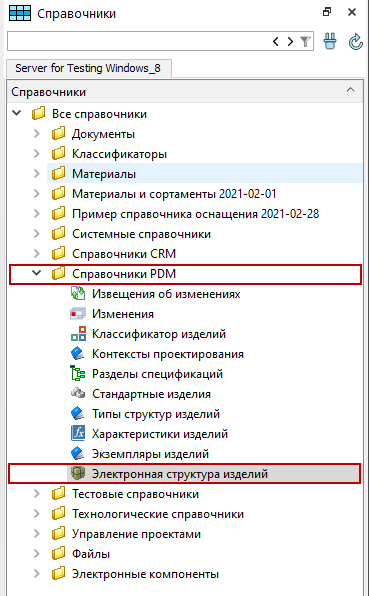 Справочники
Server for Testing Windows_8
Справочники
Все справочники
Документы
Классификаторы
Материалы
Материалы и сортаменты 2021-02-01
Пример справочника оснащения 2021-02-28
Системные справочники
Справочники CRM
Справочники PDM
Извещения об изменениях
Изменения
Классификатор изделий
Контексты проектирования
Разделы спецификаций
Стандартные изделия
Типы структур изделий
Характеристики изделий
Экземпляры изделий
Электронная структура изделий
Тестовые справочники
Технологические справочники
Управление проектами
Файлы
Электронные компоненты